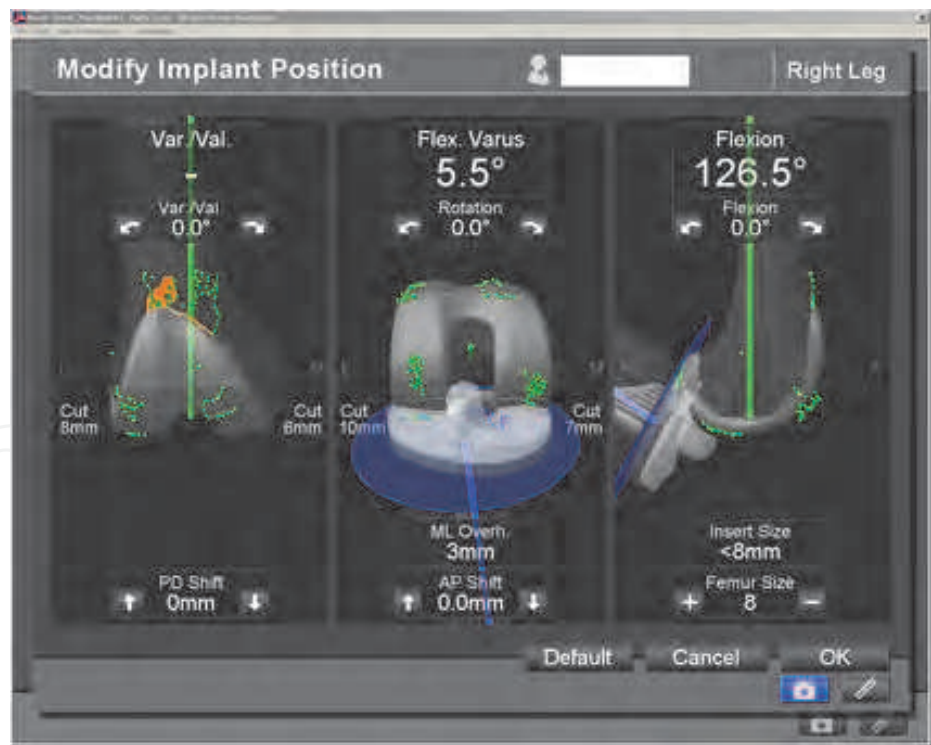 Modify Implant Position
Right Leg
Var./Val.
Var./Val
0.0°
Cut
8mm
Cut
6mm
PD Shift
0mm
Flex. Varus
5.5°
Rotation
0.0°
Cut
10mm
Cut
7mm
ML Overh.
3mm
AP Shift
0.0mm
Flexion
126.5°
Flexion
0.0°
Insert Size
<8mm
Femur Size
+ 8 -
Default
Cancel
OK